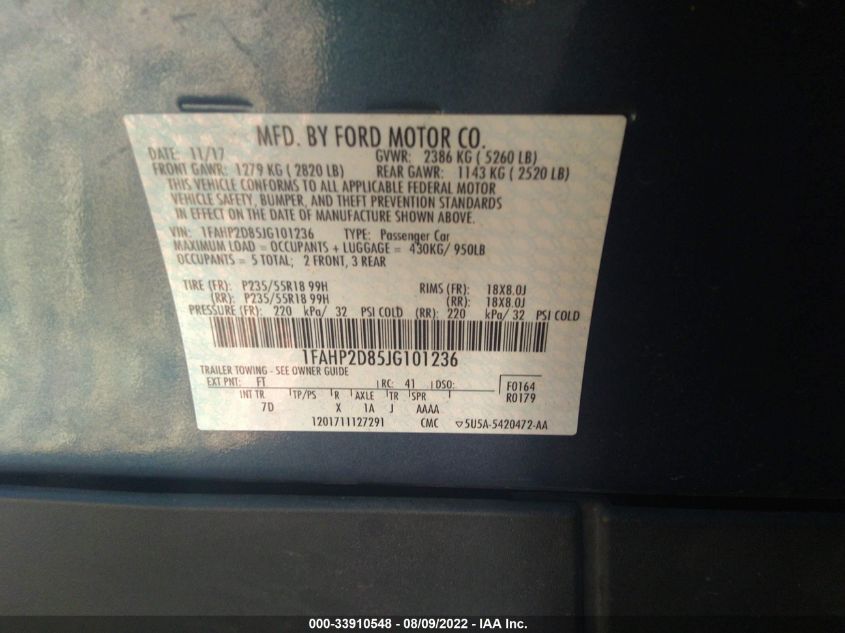 MFD. BY FORD MOTOR CO.
DATE: 11/17 GVWR: 2386 KG ( 5260 LB)
FRONT GAWR: 1279 KG ( 2820 LB) REAR GAWR: 1143 KG ( 2520 LB)
THIS VEHICLE CONFORMS TO ALL APPLICABLE FEDERAL MOTOR
VEHICLE SAFETY, BUMPER, AND THEFT PREVENTION STANDARDS
IN EFFECT ON THE DATE OF MANUFACTURE SHOWN ABOVE.
VIN: 1FAHP2D85JG101236 TYPE: Passenger Car
MAXIMUM LOAD = OCCUPANTS + LUGGAGE = 430KG/ 950LB
OCCUPANTS = 5 TOTAL; 2 FRONT, 3 REAR
TIRE (FR): P235/55R18 99H RIMS (FR): 18X8.0J
(RR): P235/55R18 99H (RR): 18X8.0J
PRESSURE (FR): 220 kPa/ 32 PSI COLD (RR): 220 kPa/ 32 PSI COLD
1FAHP2D85JG101236
TRAILER TOWING - SEE OWNER GUIDE
EXT PNT: FT RC: 41 DSO: F0164
INT TR TP/PS R AXLE TR SPR R0179
7D X 1A J AAAA
1201711127291 CMC ▽5U5A-5420472-AA
000-33910548 - 08/09/2022 - IAA Inc.